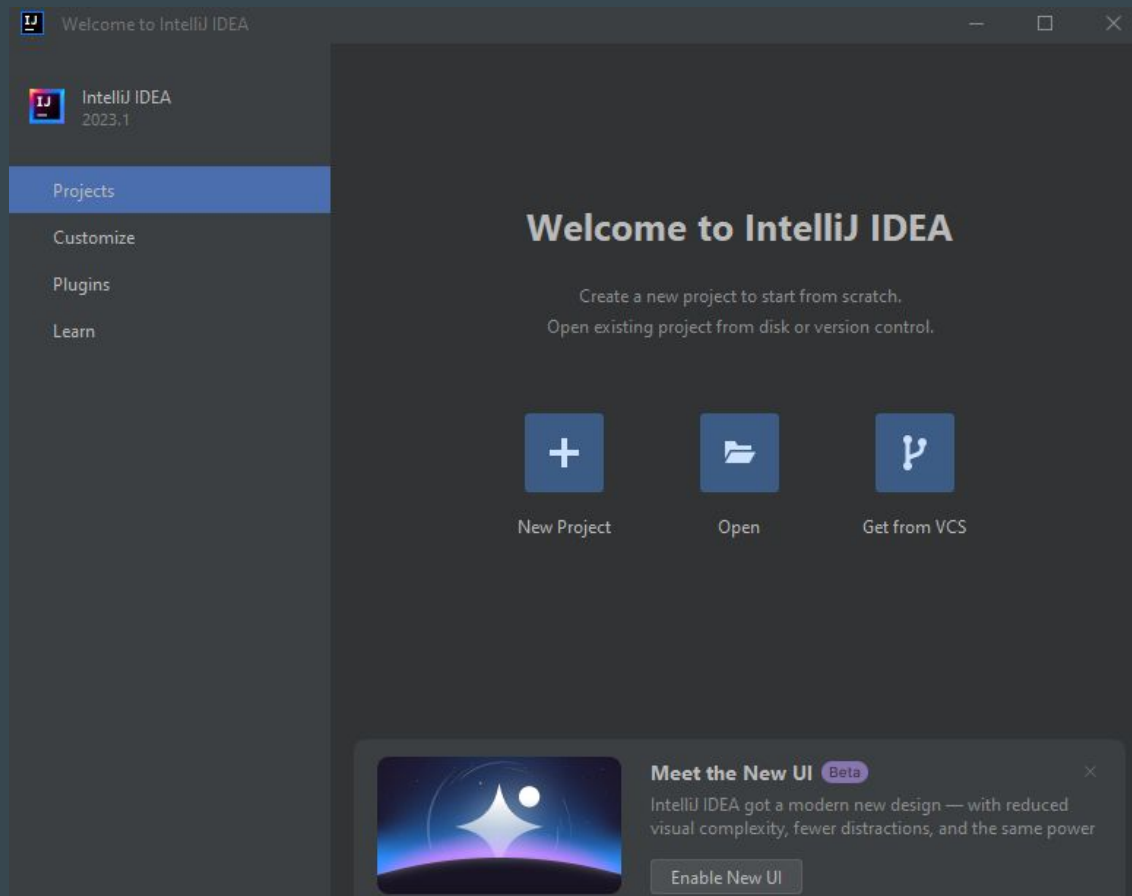 IJ Welcome to IntelliJ IDEA
IJ IntelliJ IDEA
2023.1
Projects
Customize
Plugins
Learn
Welcome to IntelliJ IDEA
Create a new project to start from scratch.
Open existing project from disk or version control.
New Project Open Get from VCS
Meet the New UI Beta
IntelliJ IDEA got a modern new design — with reduced
visual complexity, fewer distractions, and the same power
Enable New UI